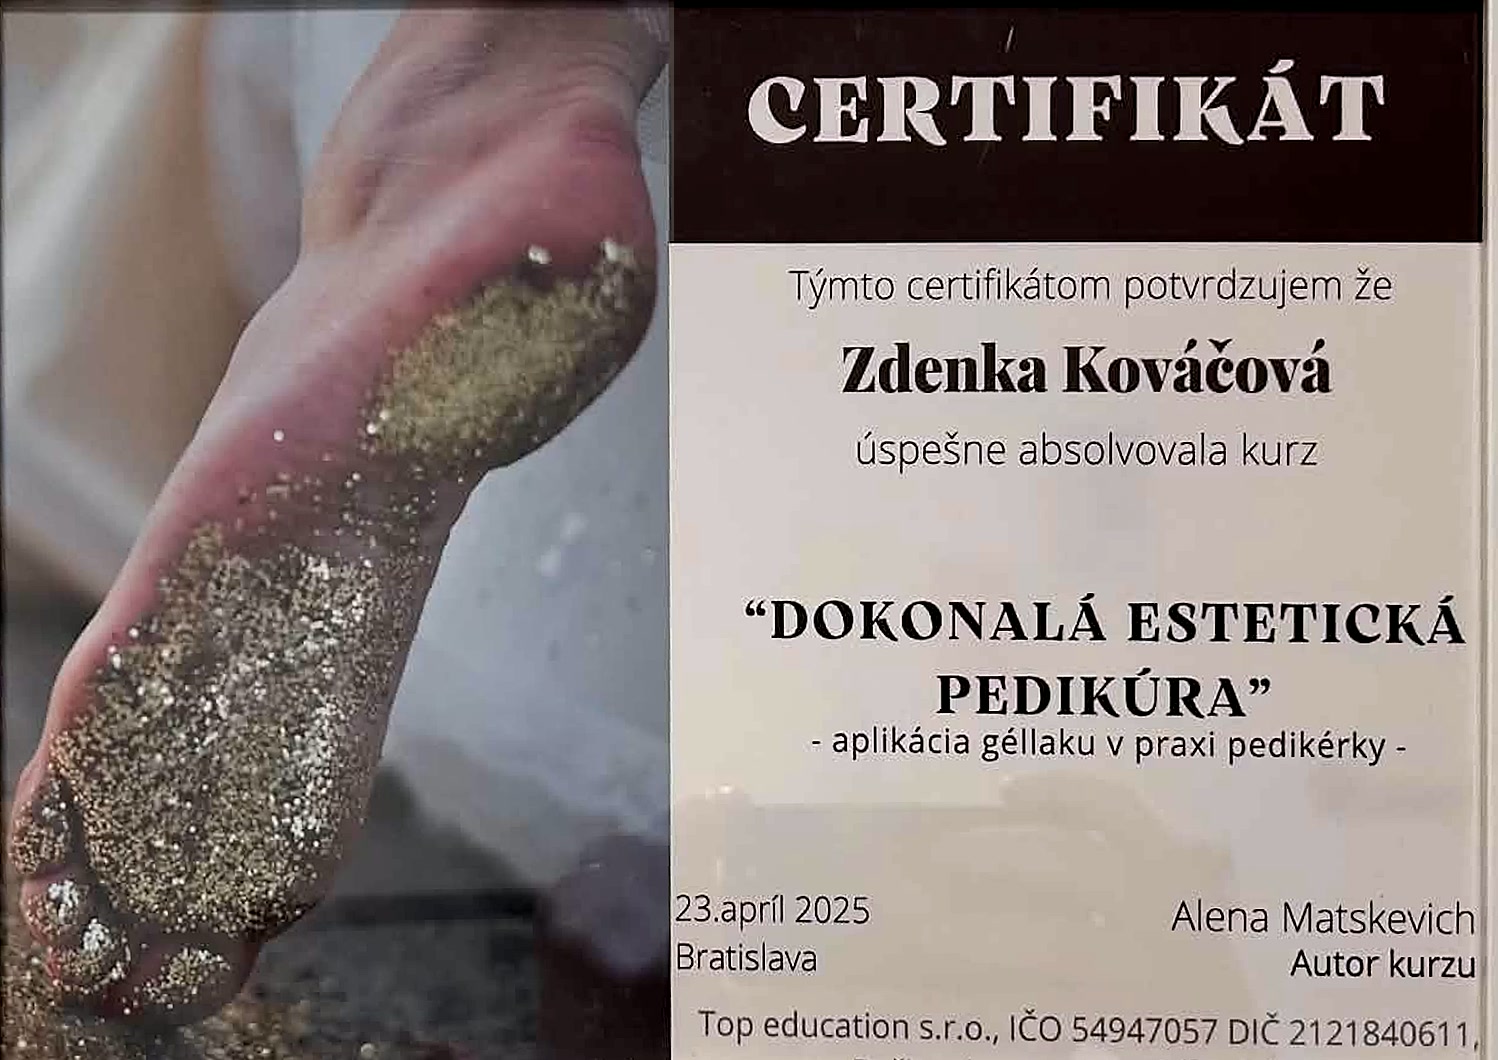 CERTIFIKÁT
Týmto certifikátom potvrdzujem že
Zdenka Kováčová
úspešne absolvovala kurz
“DOKONALÁ ESTETICKÁ
PEDIKÚRA”
- aplikácia géllaku v praxi pedikérky -
23.apríl 2025
Bratislava
Alena Matskevich
Autor kurzu
Top education s.r.o., IČO 54947057 DIČ 2121840611,